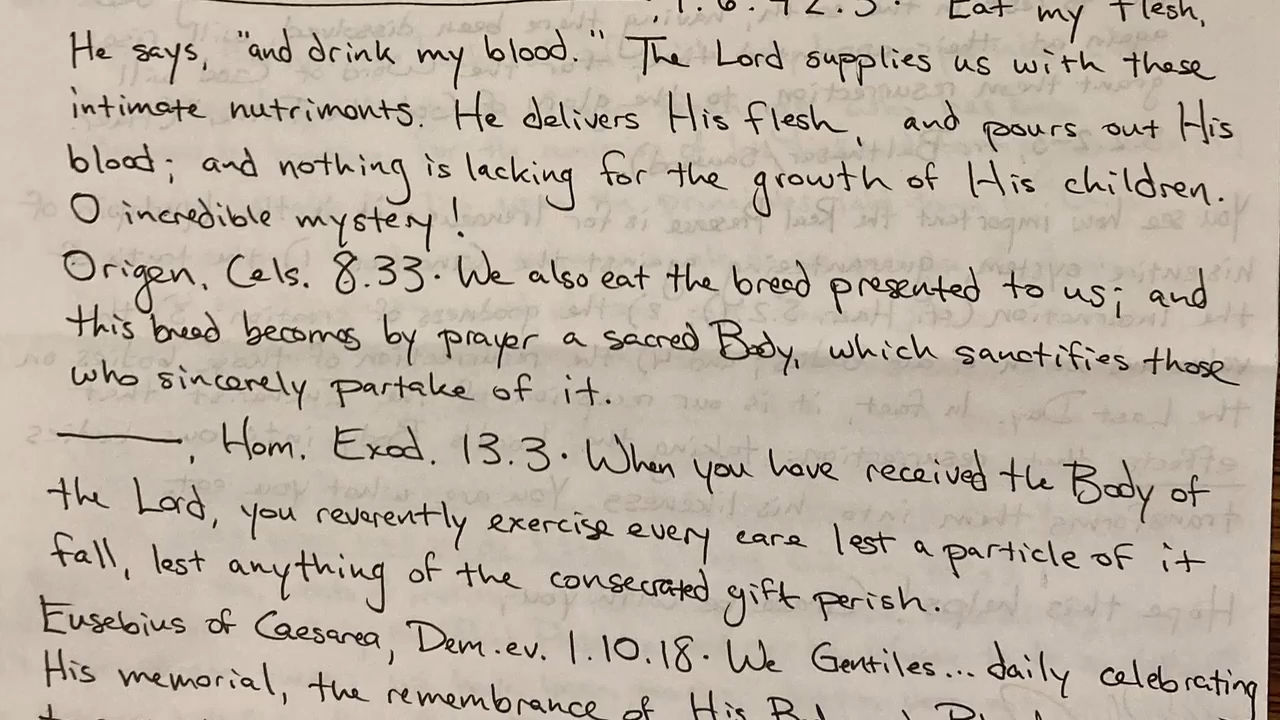 1.6.42.3. "Eat my flesh,
He says, "and drink my blood." The Lord supplies us with these
intimate nutriments. He delivers His flesh, and pours out His
blood; and nothing is lacking for the growth of His children.
O incredible mystery!
Origen, Cels. 8.33. We also eat the bread presented to us; and
this bread becomes by prayer a sacred Body, which sanctifies those
who sincerely partake of it.
———, Hom. Exod. 13.3. When you have received the Body of
the Lord, you reverently exercise every care lest a particle of it
fall, lest anything of the consecrated gift perish.
Eusebius of Caesarea, Dem. ev. 1.10.18. We Gentiles... daily celebrating
His memorial, the remembrance of His